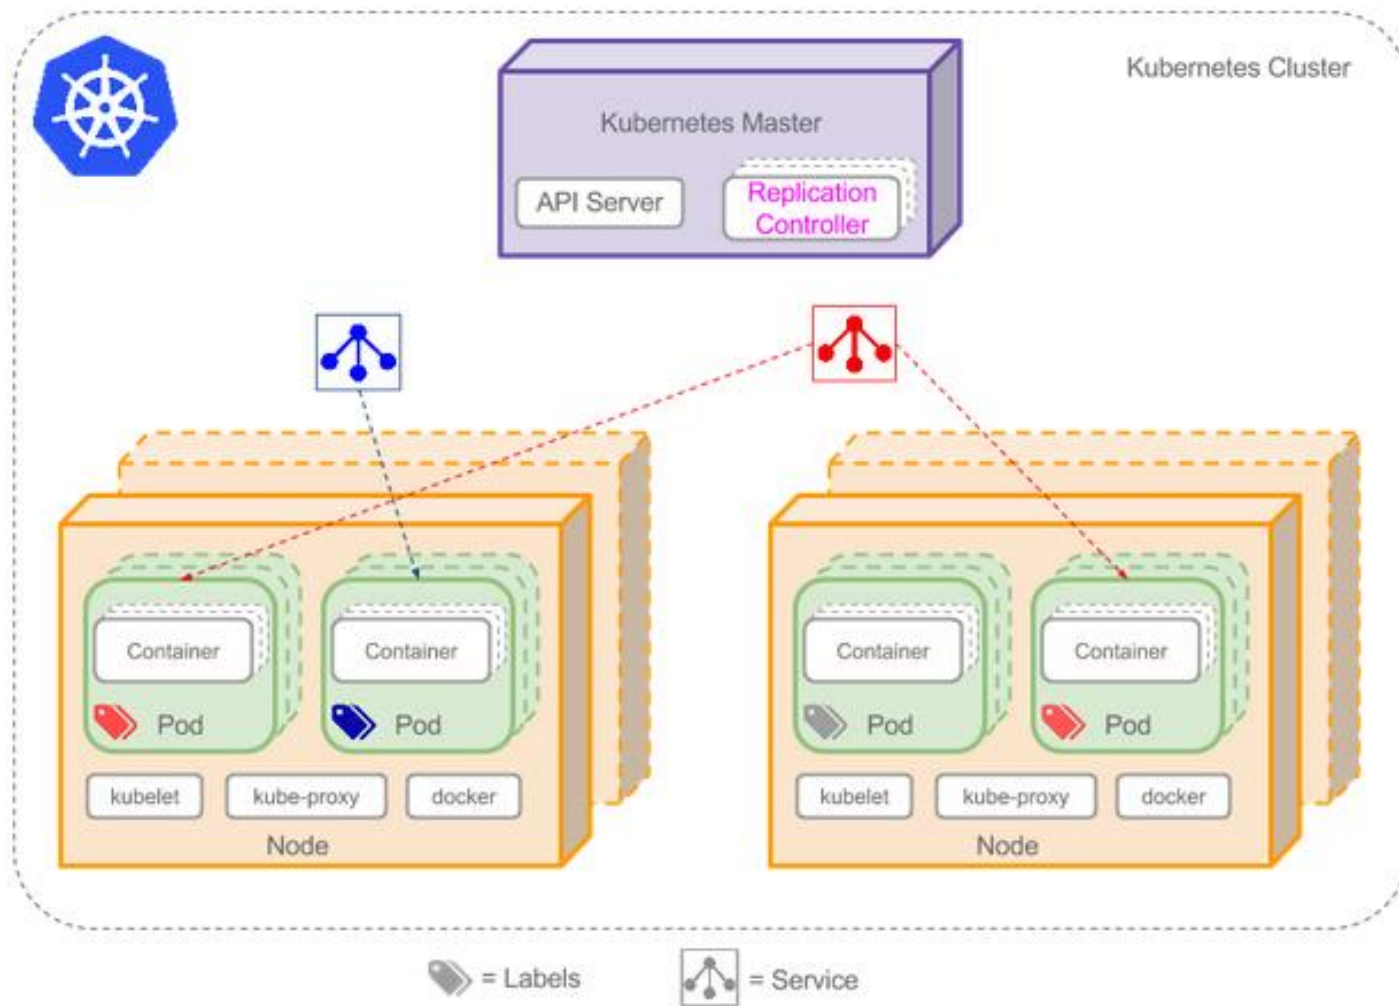 Kubernetes Cluster
Kubernetes Master
API Server
Replication
Controller
Container
Container
Pod
Pod
kubelet
kube-proxy
docker
Node
Container
Container
Pod
Pod
kubelet
kube-proxy
docker
Node
= Labels
= Service